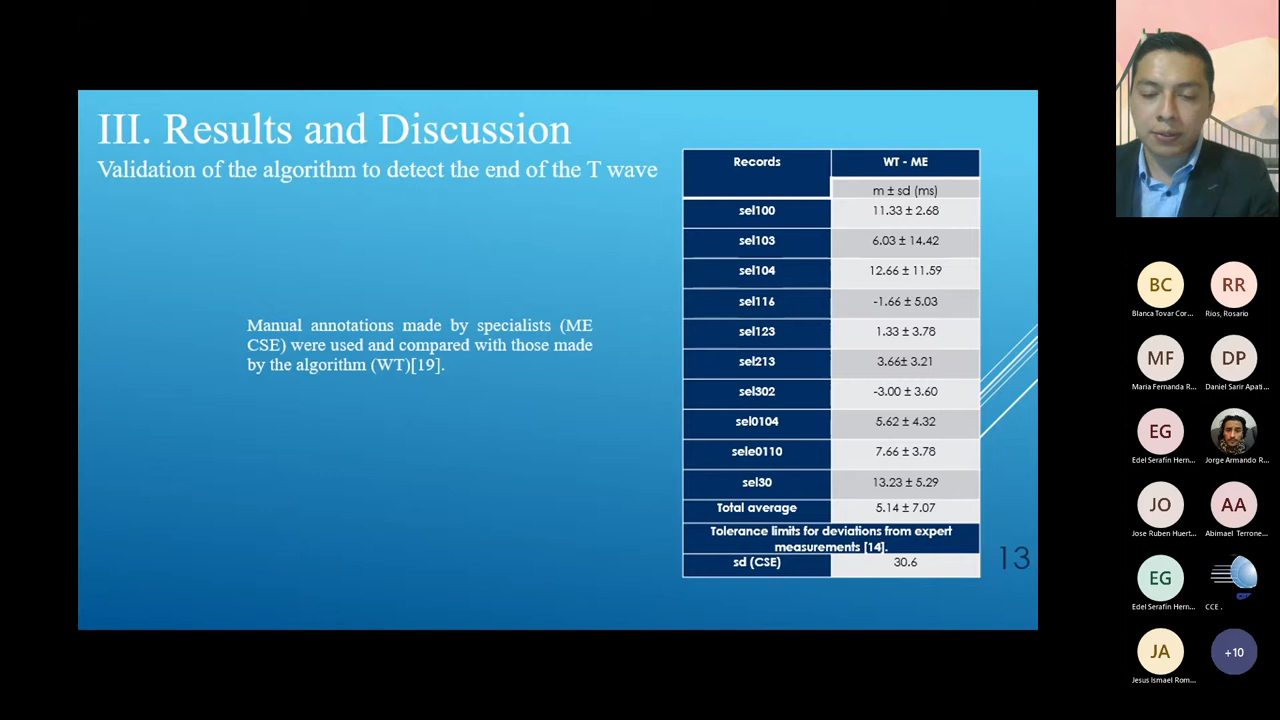 III. Results and Discussion
Validation of the algorithm to detect the end of the T wave
Manual annotations made by specialists (ME
CSE) were used and compared with those made
by the algorithm (WT)[19].
Records WT - ME
m ± sd (ms)
sel100 11.33 ± 2.68
sel103 6.03 ± 14.42
sel104 12.66 ± 11.59
sel116 -1.66 ± 5.03
sel123 1.33 ± 3.78
sel213 3.66± 3.21
sel302 -3.00 ± 3.60
sel0104 5.62 ± 4.32
sele0110 7.66 ± 3.78
sel30 13.23 ± 5.29
Total average 5.14 ± 7.07
Tolerance limits for deviations from expert
measurements [14].
sd (CSE) 30.6
13
BC RR
Blanca Tovar Cor... Rios, Rosario
MF DP
Maria Fernanda R... Daniel Sarir Apati...
EG
Edel Serafín Hern... Jorge Armando R...
JO AA
Jose Ruben Huert... Abimael Terrone...
EG
Edel Serafín Hern... CCE .
JA +10
Jesus Ismael Rom...